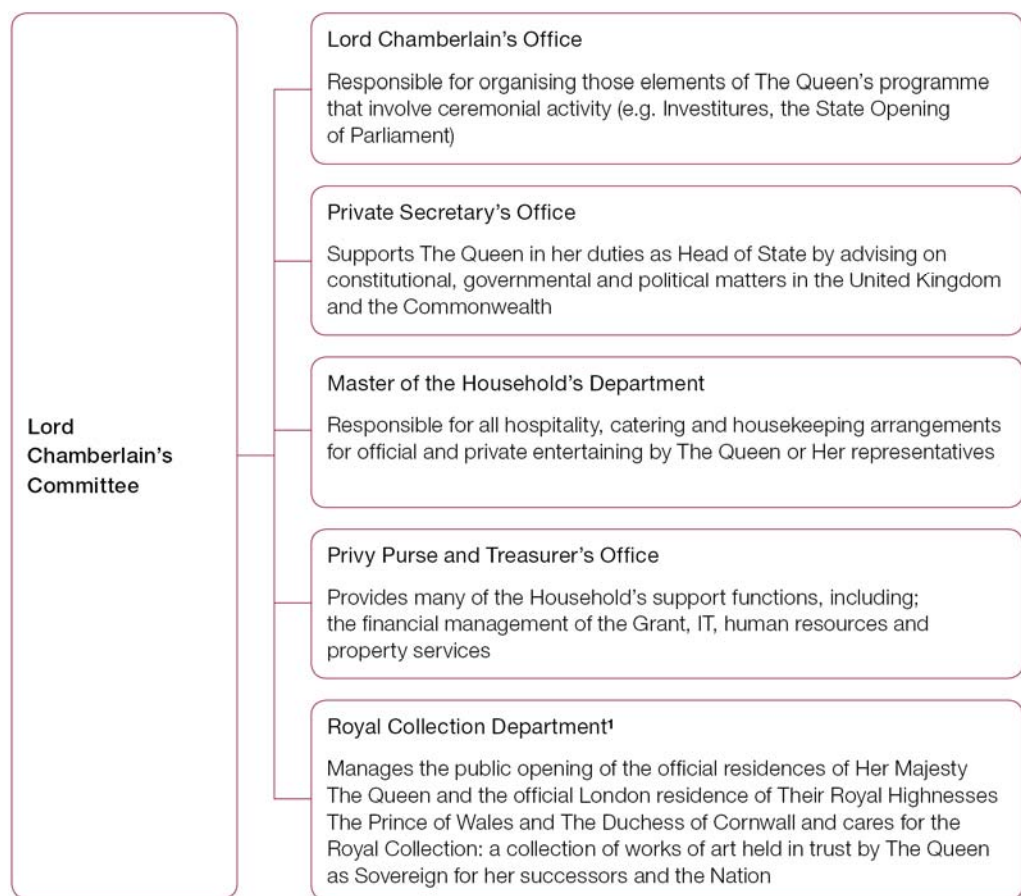 Lord
Chamberlain's
Committee
Lord Chamberlain's Office
Responsible for organising those elements of The Queen's programme
that involve ceremonial activity (e.g. Investitures, the State Opening
of Parliament)
Private Secretary's Office
Supports The Queen in her duties as Head of State by advising on
constitutional, governmental and political matters in the United Kingdom
and the Commonwealth
Master of the Household's Department
Responsible for all hospitality, catering and housekeeping arrangements
for official and private entertaining by The Queen or Her representatives
Privy Purse and Treasurer's Office
Provides many of the Household's support functions, including;
the financial management of the Grant, IT, human resources and
property services
Royal Collection Department¹
Manages the public opening of the official residences of Her Majesty
The Queen and the official London residence of Their Royal Highnesses
The Prince of Wales and The Duchess of Cornwall and cares for the
Royal Collection: a collection of works of art held in trust by The Queen
as Sovereign for her successors and the Nation